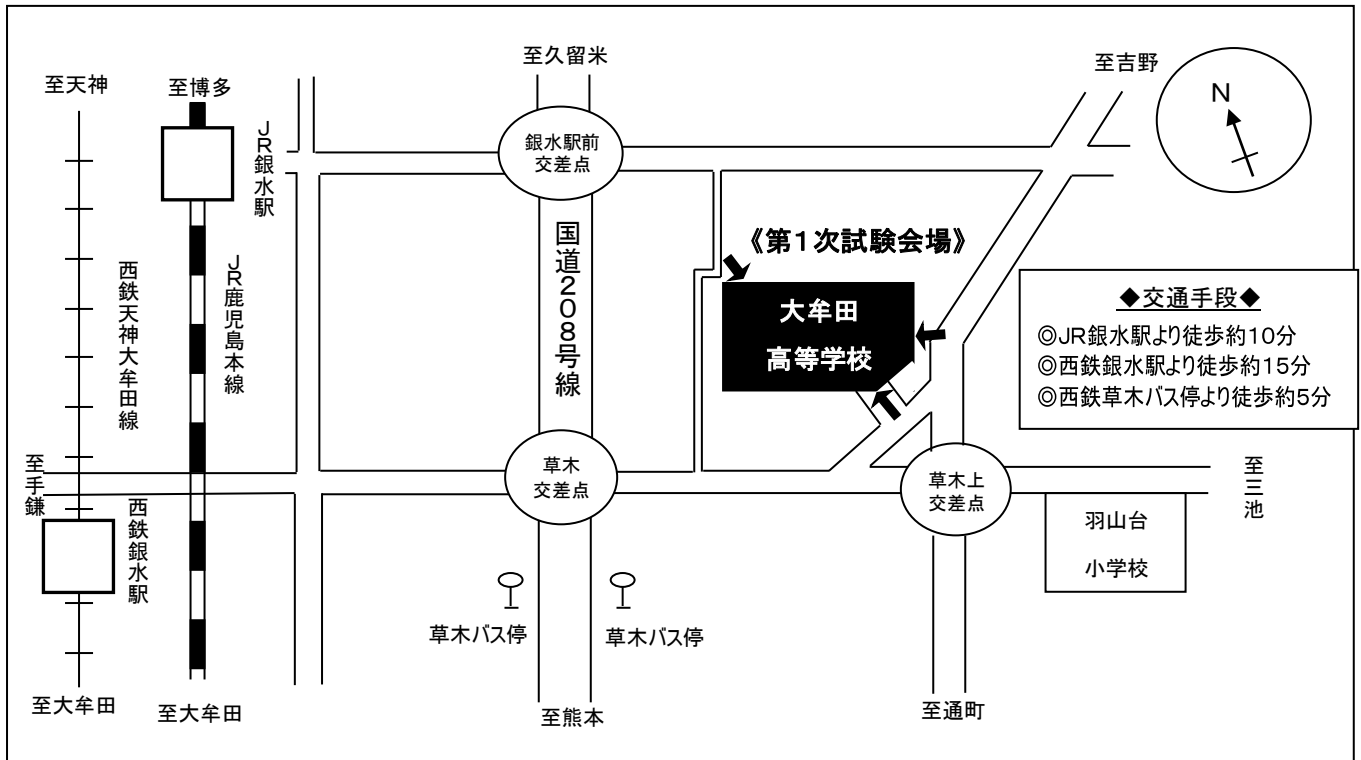 至久留米
至吉野
至天神
至博多
N
JR銀水駅
銀水駅前
交差点
国道208号線
《第1次試験会場》
西鉄天神大牟田線
JR鹿児島本線
大牟田
高等学校
◆交通手段◆
◎JR銀水駅より徒歩約10分
◎西鉄銀水駅より徒歩約15分
◎西鉄草木バス停より徒歩約5分
至手鎌
草木
交差点
草木上
交差点
至三池
西鉄銀水駅
羽山台
小学校
草木バス停
草木バス停
至大牟田
至大牟田
至熊本
至通町